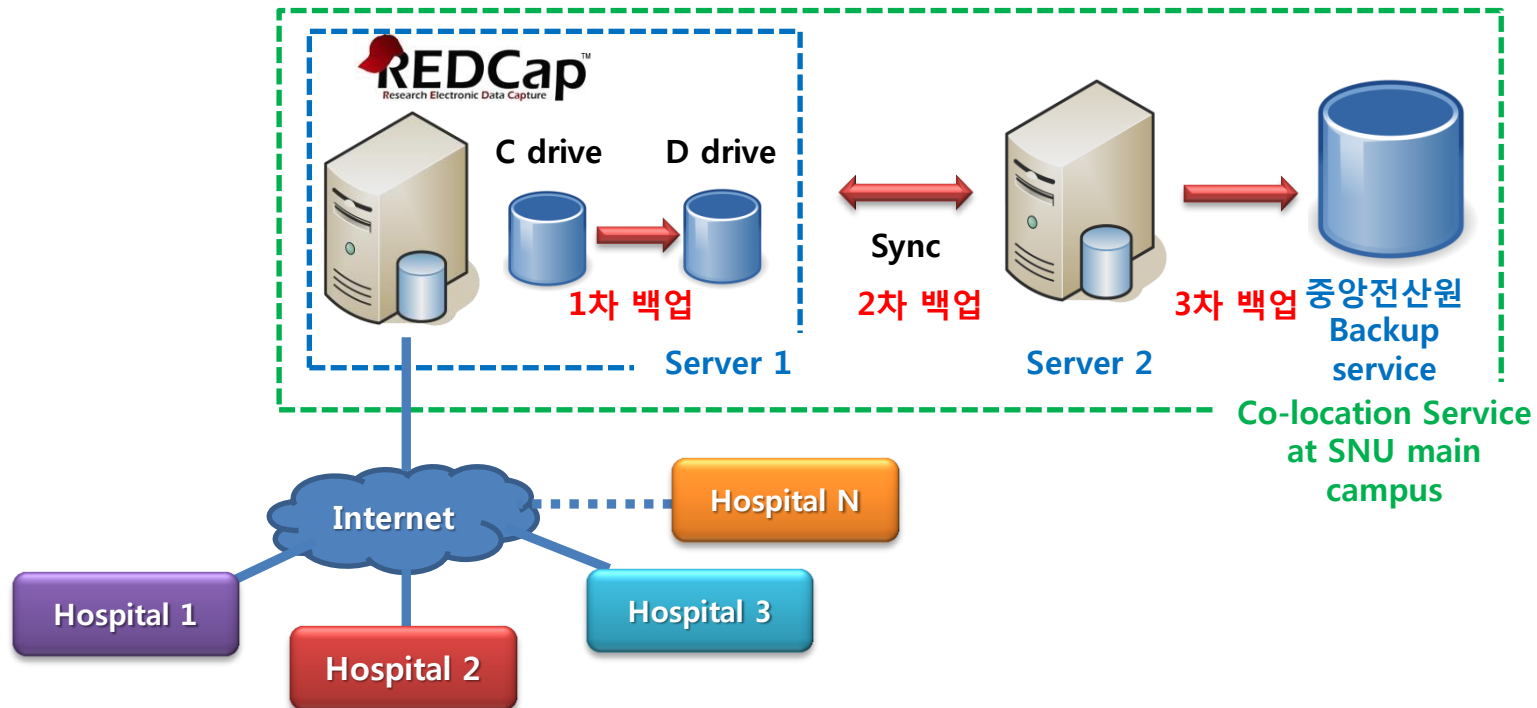 REDCap™
Research Electronic Data Capture
C drive
D drive
1차 백업
Server 1
Sync
2차 백업
Server 2
3차 백업
중앙전산원
Backup
service
Co-location Service
at SNU main
campus
Internet
Hospital N
Hospital 1
Hospital 2
Hospital 3